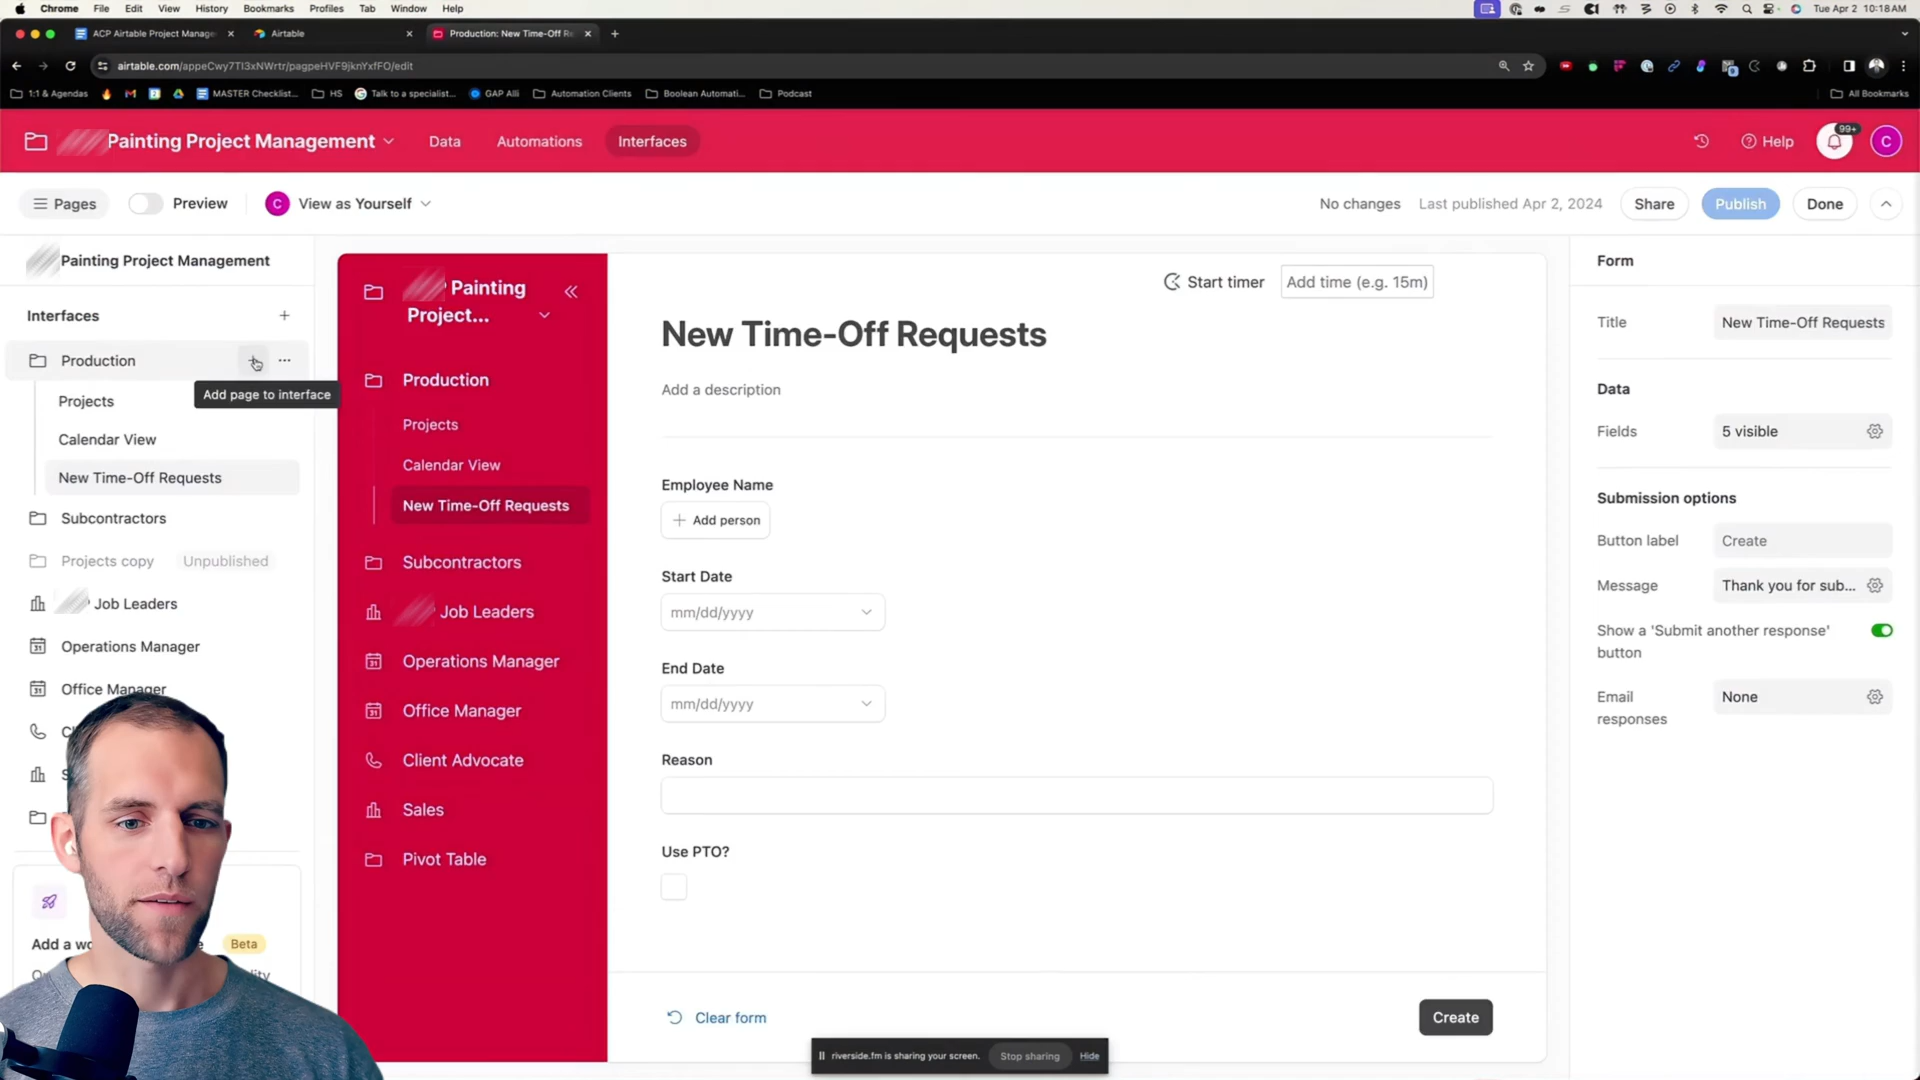 Chrome File Edit View History Bookmarks Profiles Tab Window Help Tue Apr 2 10:18 AM
ACP Airtable Project Manage Airtable Production: New Time-Off Re
airtable.com/appeCwy7Tl3xNWrtr/pagpeHVF9jknYxfFO/edit
1:1 & Agendas MASTER Checklist... HS Talk to a specialist... GAP Alli Automation Clients Boolean Automati... Podcast All Bookmarks
Painting Project Management Data Automations Interfaces Help 99+ C
Pages Preview C View as Yourself No changes Last published Apr 2, 2024 Share Publish Done
Painting Project Management
Interfaces
Production
Add page to interface
Projects
Calendar View
New Time-Off Requests
Subcontractors
Projects copy Unpublished
Job Leaders
Operations Manager
Office Manager
Add a wo
Beta
Painting
Project...
Production
Projects
Calendar View
New Time-Off Requests
Subcontractors
Job Leaders
Operations Manager
Office Manager
Client Advocate
Sales
Pivot Table
Start timer Add time (e.g. 15m)
New Time-Off Requests
Add a description
Employee Name
Add person
Start Date
mm/dd/yyyy
End Date
mm/dd/yyyy
Reason
Use PTO?
Clear form Create
riverside.fm is sharing your screen. Stop sharing Hide
Form
Title New Time-Off Requests
Data
Fields 5 visible
Submission options
Button label Create
Message Thank you for sub...
Show a 'Submit another response'
button
Email None
responses